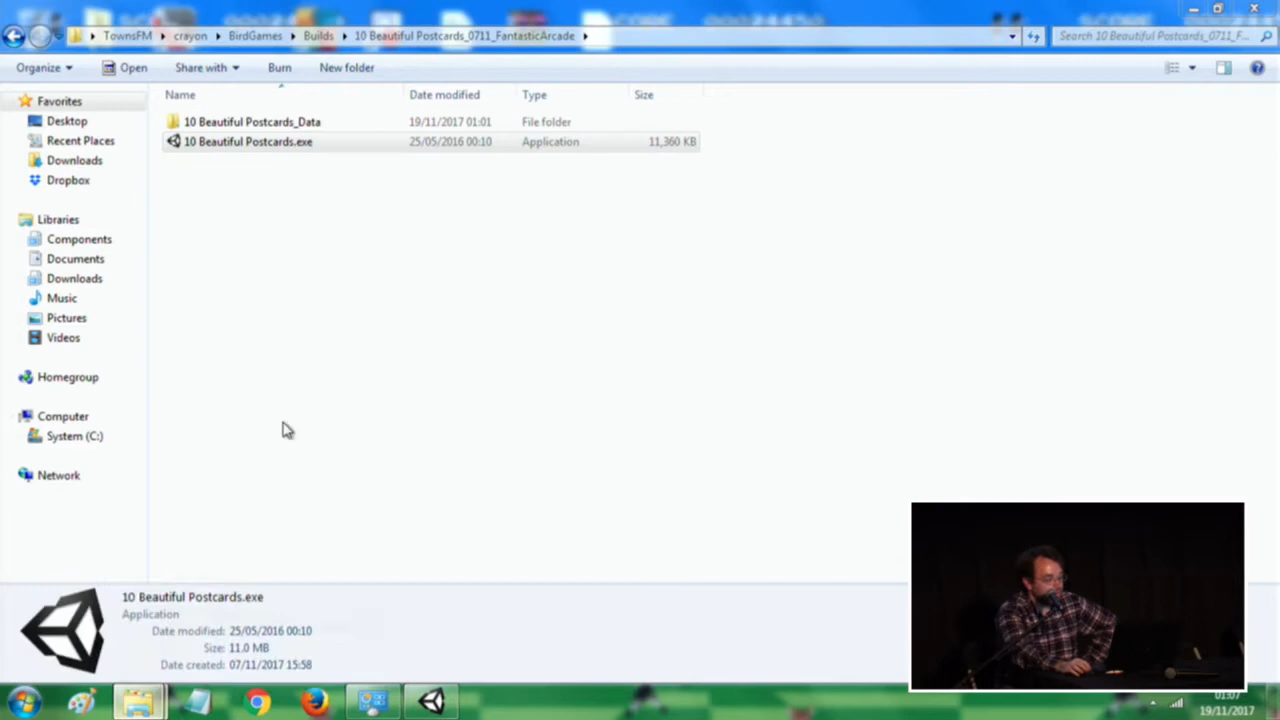 TownsFM ▸ crayon ▸ BirdGames ▸ Builds ▸ 10 Beautiful Postcards_0711_FantasticArcade ▸
Search 10 Beautiful Postcards_0711_F...
Organize Open Share with Burn New folder
Name Date modified Type Size
Favorites
Desktop
Recent Places
Downloads
Dropbox
Libraries
Components
Documents
Downloads
Music
Pictures
Videos
Homegroup
Computer
System (C:)
Network
10 Beautiful Postcards_Data 19/11/2017 01:01 File folder
10 Beautiful Postcards.exe 25/05/2016 00:10 Application 11,360 KB
10 Beautiful Postcards.exe
Application
Date modified: 25/05/2016 00:10
Size: 11.0 MB
Date created: 07/11/2017 15:58
01:07
19/11/2017